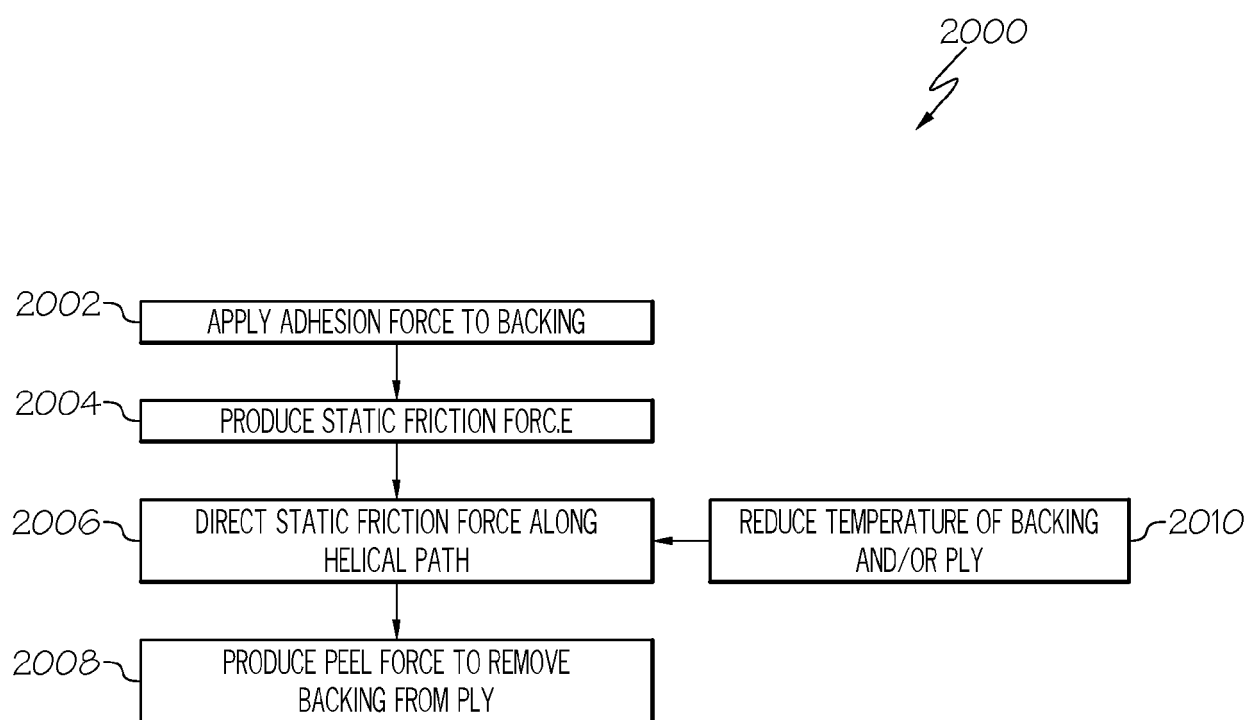 2000
2002
APPLY ADHESION FORCE TO BACKING
2004
PRODUCE STATIC FRICTION FORC.E
2006
DIRECT STATIC FRICTION FORCE ALONG
HELICAL PATH
REDUCE TEMPERATURE OF BACKING
AND/OR PLY
2010
2008
PRODUCE PEEL FORCE TO REMOVE
BACKING FROM PLY